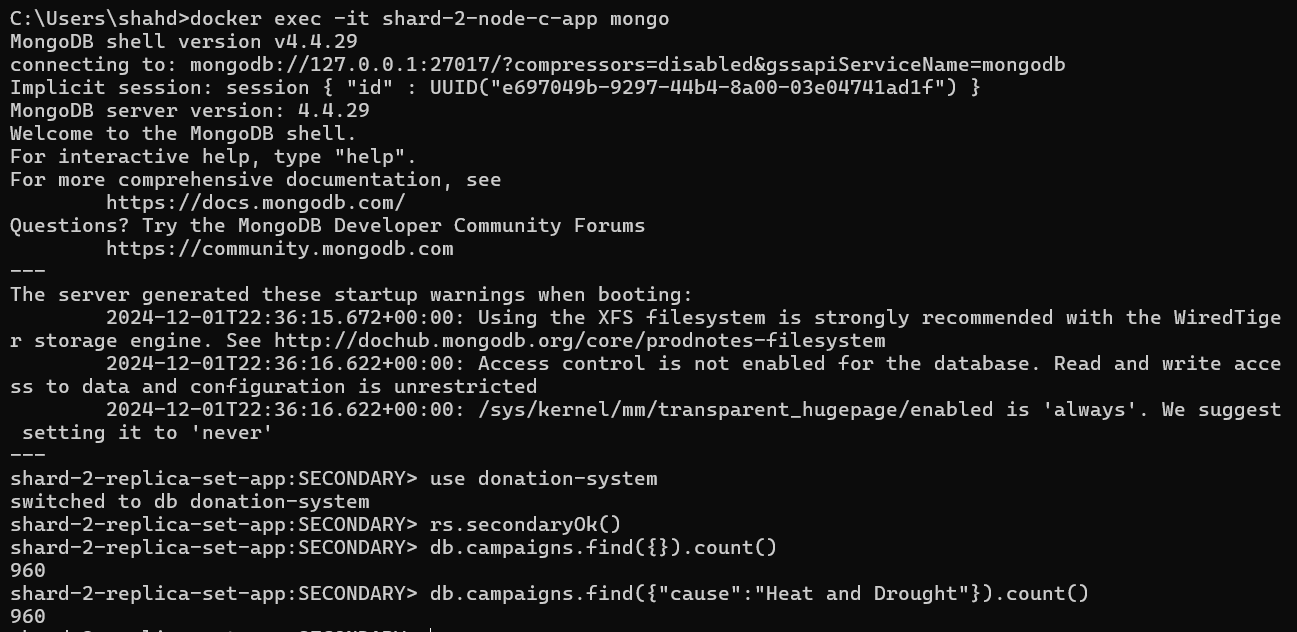 C:\Users\shahd>docker exec -it shard-2-node-c-app mongo
MongoDB shell version v4.4.29
connecting to: mongodb://127.0.0.1:27017/?compressors=disabled&gssapiServiceName=mongodb
Implicit session: session { "id" : UUID("e697049b-9297-44b4-8a00-03e04741ad1f") }
MongoDB server version: 4.4.29
Welcome to the MongoDB shell.
For interactive help, type "help".
For more comprehensive documentation, see
        https://docs.mongodb.com/
Questions? Try the MongoDB Developer Community Forums
        https://community.mongodb.com
---
The server generated these startup warnings when booting:
        2024-12-01T22:36:15.672+00:00: Using the XFS filesystem is strongly recommended with the WiredTige
r storage engine. See http://dochub.mongodb.org/core/prodnotes-filesystem
        2024-12-01T22:36:16.622+00:00: Access control is not enabled for the database. Read and write acce
ss to data and configuration is unrestricted
        2024-12-01T22:36:16.622+00:00: /sys/kernel/mm/transparent_hugepage/enabled is 'always'. We suggest
 setting it to 'never'
---
shard-2-replica-set-app:SECONDARY> use donation-system
switched to db donation-system
shard-2-replica-set-app:SECONDARY> rs.secondaryOk()
shard-2-replica-set-app:SECONDARY> db.campaigns.find({}).count()
960
shard-2-replica-set-app:SECONDARY> db.campaigns.find({"cause":"Heat and Drought"}).count()
960